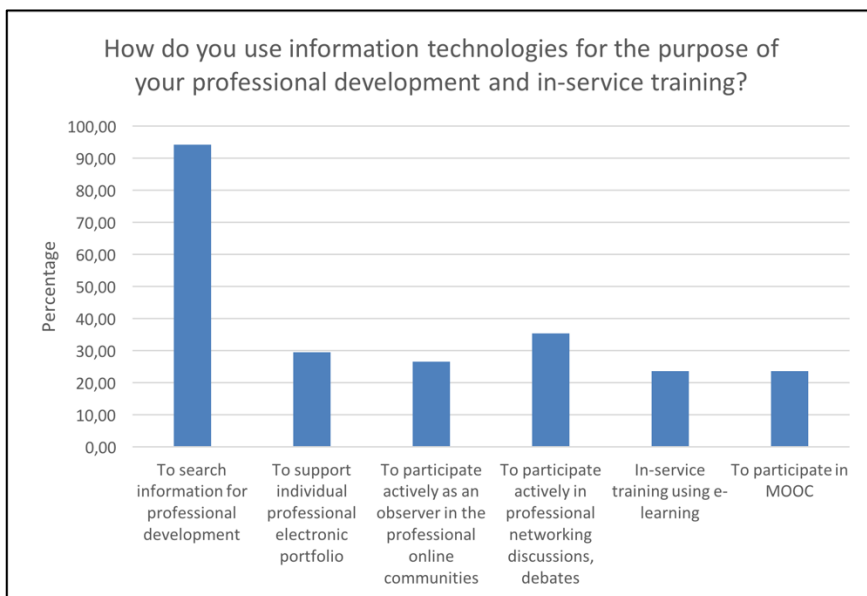 How do you use information technologies for the purpose of
your professional development and in-service training?
100,00
90,00
80,00
70,00
60,00
50,00
40,00
30,00
20,00
10,00
0,00
Percentage
To search
information for
professional
development
To support
individual
professional
electronic
portfolio
To participate
actively as an
observer in the
professional
online
communities
To participate
actively in
professional
networking
discussions,
debates
In-service
training using e-
learning
To participate in
MOOC